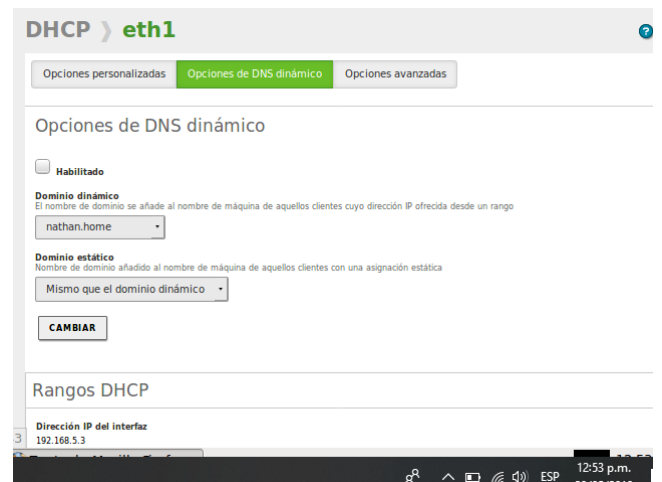 DHCP ❭ eth1
?
Opciones personalizadas Opciones de DNS dinámico Opciones avanzadas
Opciones de DNS dinámico
Habilitado
Dominio dinámico
El nombre de dominio se añade al nombre de máquina de aquellos clientes cuyo dirección IP ofrecida desde un rango
nathan.home
Dominio estático
Nombre de dominio añadido al nombre de máquina de aquellos clientes con una asignación estática
Mismo que el dominio dinámico
CAMBIAR
Rangos DHCP
Dirección IP del interfaz
192.168.5.3
ESP
12:53 p.m.